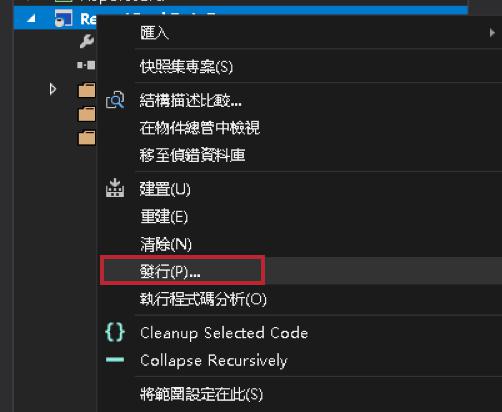 匯入
快照集專案(S)
結構描述比較...
在物件總管中檢視
移至偵錯資料庫
建置(U)
重建(E)
清除(N)
發行(P)...
執行程式碼分析(O)
Cleanup Selected Code
Collapse Recursively
將範圍設定在此(S)